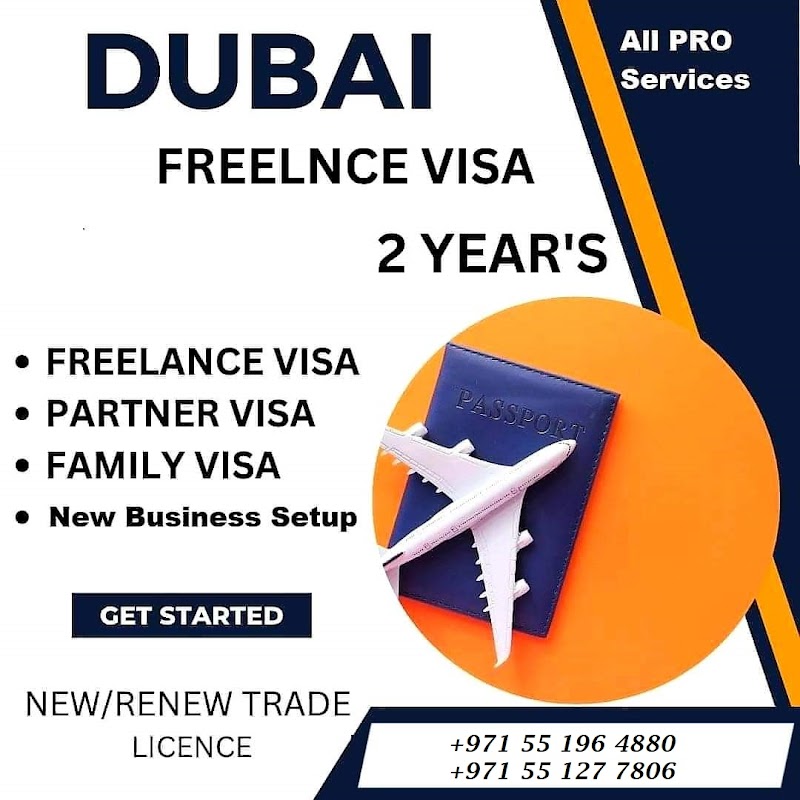 DUBAI
All PRO
Services
FREELNCE VISA
2 YEAR'S
• FREELANCE VISA
• PARTNER VISA
• FAMILY VISA
• New Business Setup
PASSPORT
GET STARTED
NEW/RENEW TRADE
LICENCE
+971 55 196 4880
+971 55 127 7806